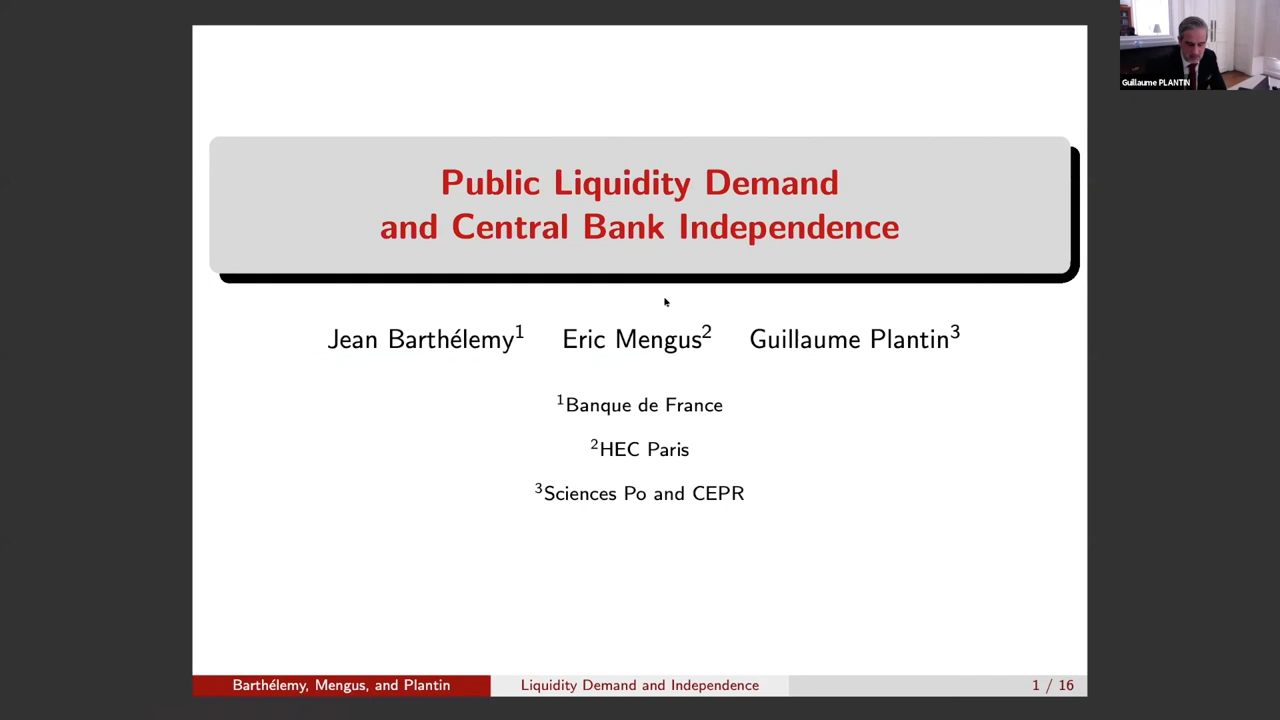 Guillaume PLANTIN
Public Liquidity Demand
and Central Bank Independence
Jean Barthélemy¹ Eric Mengus² Guillaume Plantin³
¹Banque de France
²HEC Paris
³Sciences Po and CEPR
Barthélemy, Mengus, and Plantin Liquidity Demand and Independence 1 / 16